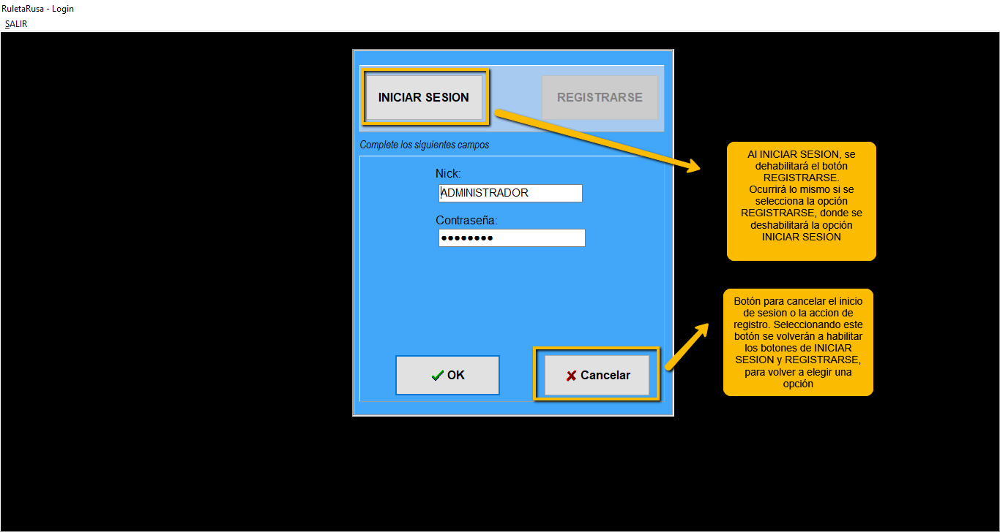 RuletaRusa - Login
SALIR
INICIAR SESION
REGISTRARSE
Complete los siguientes campos
Nick:
ADMINISTRADOR
Contraseña:
●●●●●●●●
OK
Cancelar
Al INICIAR SESION, se
dehabilitará el botón
REGISTRARSE.
Ocurrirá lo mismo si se
selecciona la opción
REGISTRARSE, donde se
deshabilitará la opción
INICIAR SESION
Botón para cancelar el inicio
de sesion o la accion de
registro. Seleccionando este
botón se volverán a habilitar
los botones de INICIAR
SESION y REGISTRARSE,
para volver a elegir una
opción